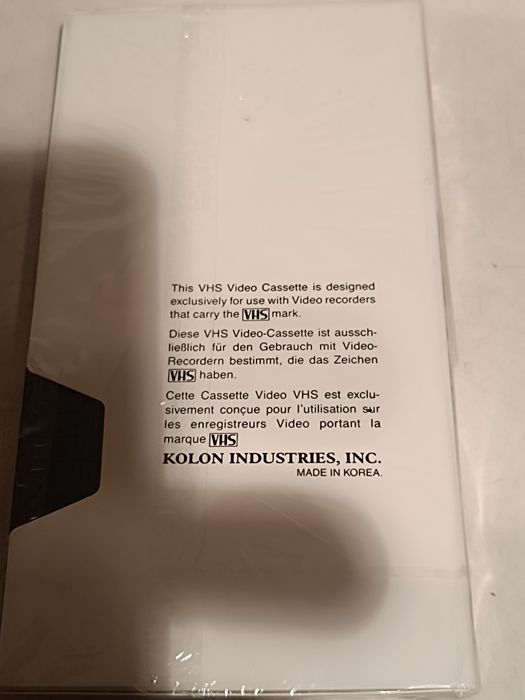 This VHS Video Cassette is designed
exclusively for use with Video recorders
that carry the VHS mark.
Diese VHS Video-Cassette ist aussch-
ließlich für den Gebrauch mit Video-
Recordern bestimmt, die das Zeichen
VHS haben.
Cette Cassette Video VHS est exclu-
sivement conçue pour l'utilisation sur
les enregistreurs Video portant la
marque VHS
KOLON INDUSTRIES, INC.
MADE IN KOREA.